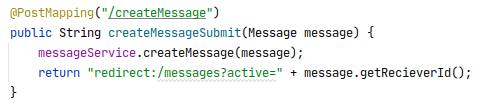 @PostMapping("/createMessage")
public String createMessageSubmit(Message message) {
    messageService.createMessage(message);
    return "redirect:/messages?active=" + message.getRecieverId();
}